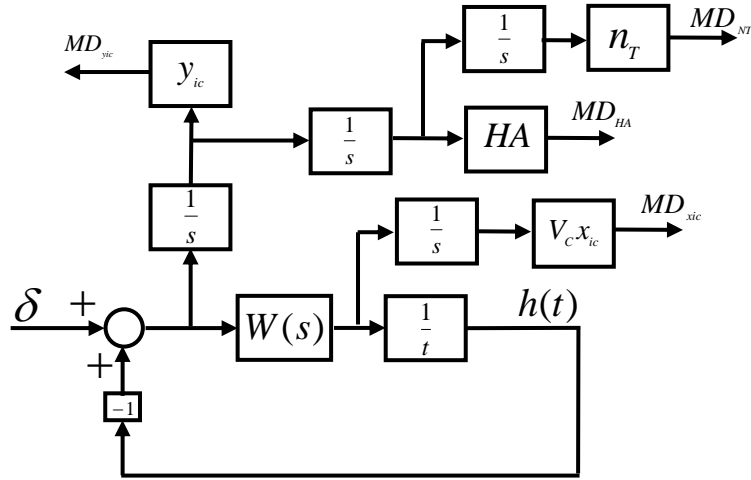 1/s
n_T
MD_NT
MD_yic
y_ic
1/s
HA
MD_HA
1/s
1/s
V_C x_ic
MD_xic
δ
+
W(s)
1/t
h(t)
+
−1